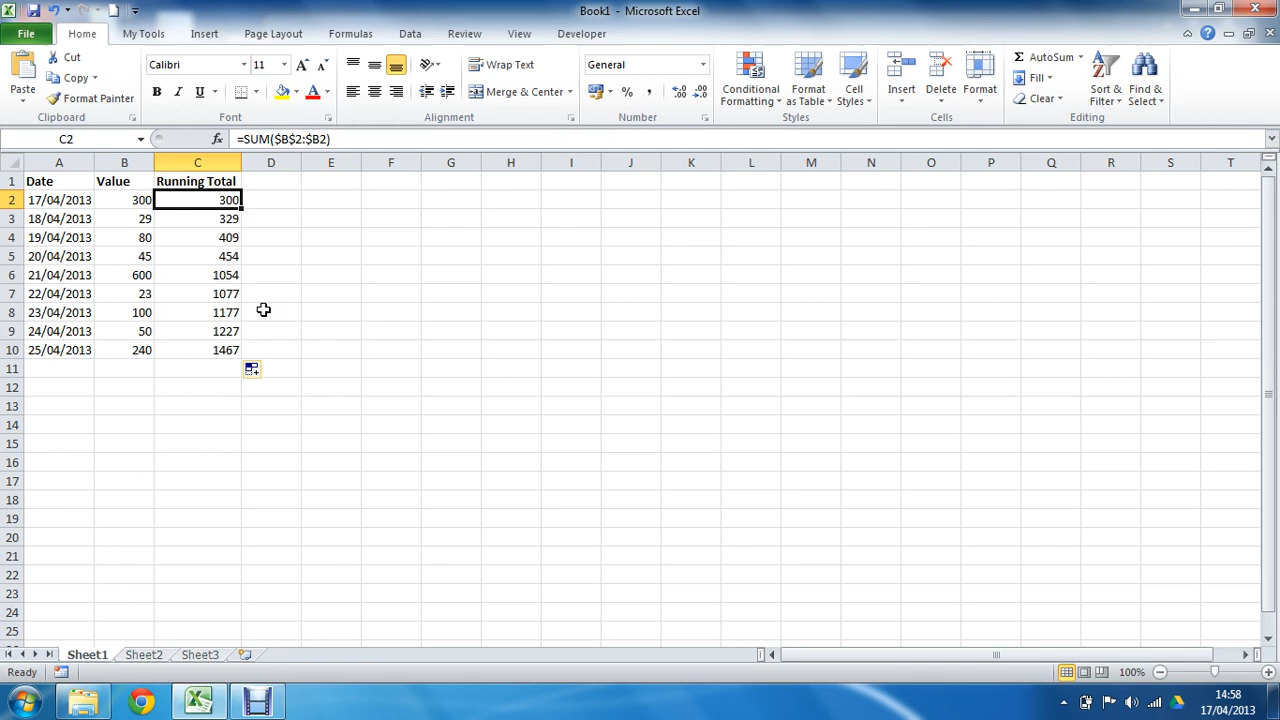 Book1 - Microsoft Excel
File Home My Tools Insert Page Layout Formulas Data Review View Developer
Paste
Cut
Copy
Format Painter
Clipboard
Calibri 11
B I U
Font
Wrap Text
Merge & Center
Alignment
General
% ,
Number
Conditional Formatting
Format as Table
Cell Styles
Styles
Insert Delete Format
Cells
AutoSum
Fill
Clear
Sort & Filter
Find & Select
Editing
C2 fx =SUM($B$2:$B2)
A B C D E F G H I J K L M N O P Q R S T
1 Date Value Running Total
2 17/04/2013 300 300
3 18/04/2013 29 329
4 19/04/2013 80 409
5 20/04/2013 45 454
6 21/04/2013 600 1054
7 22/04/2013 23 1077
8 23/04/2013 100 1177
9 24/04/2013 50 1227
10 25/04/2013 240 1467
11
12
13
14
15
16
17
18
19
20
21
22
23
24
25
Sheet1 Sheet2 Sheet3
Ready 100%
14:58
17/04/2013